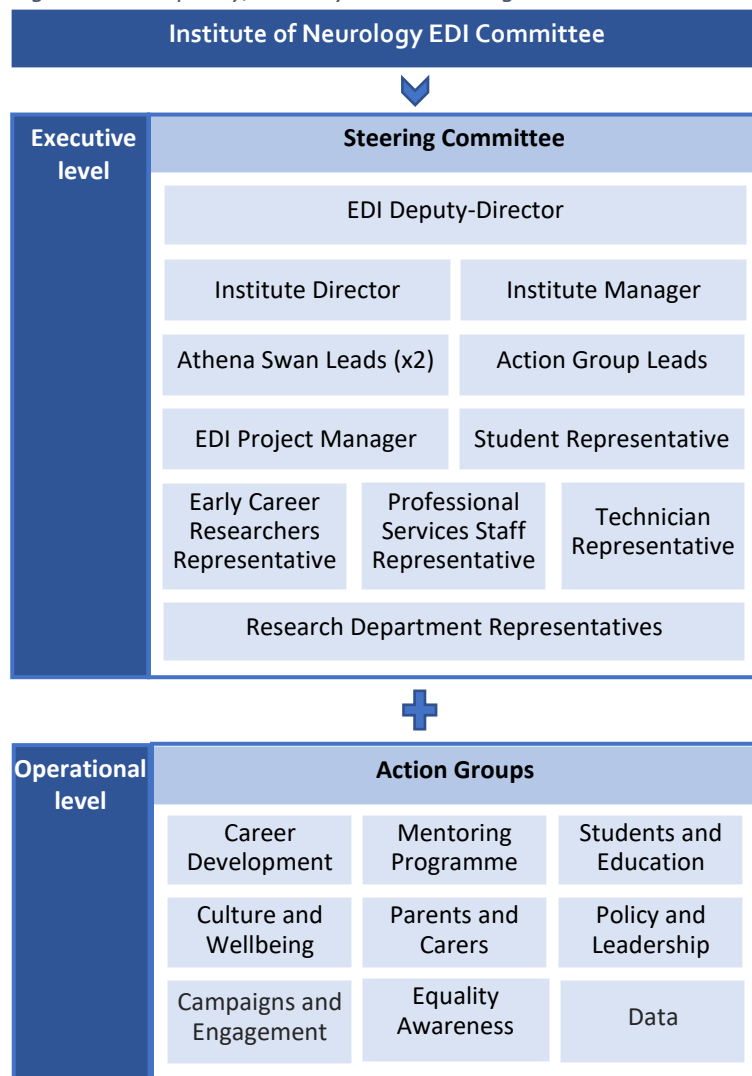 Institute of Neurology EDI Committee
Executive
level
Steering Committee
EDI Deputy-Director
Institute Director
Institute Manager
Athena Swan Leads (x2)
Action Group Leads
EDI Project Manager
Student Representative
Early Career
Researchers
Representative
Professional
Services Staff
Representative
Technician
Representative
Research Department Representatives
Operational
level
Action Groups
Career
Development
Mentoring
Programme
Students and
Education
Culture and
Wellbeing
Parents and
Carers
Policy and
Leadership
Campaigns and
Engagement
Equality
Awareness
Data